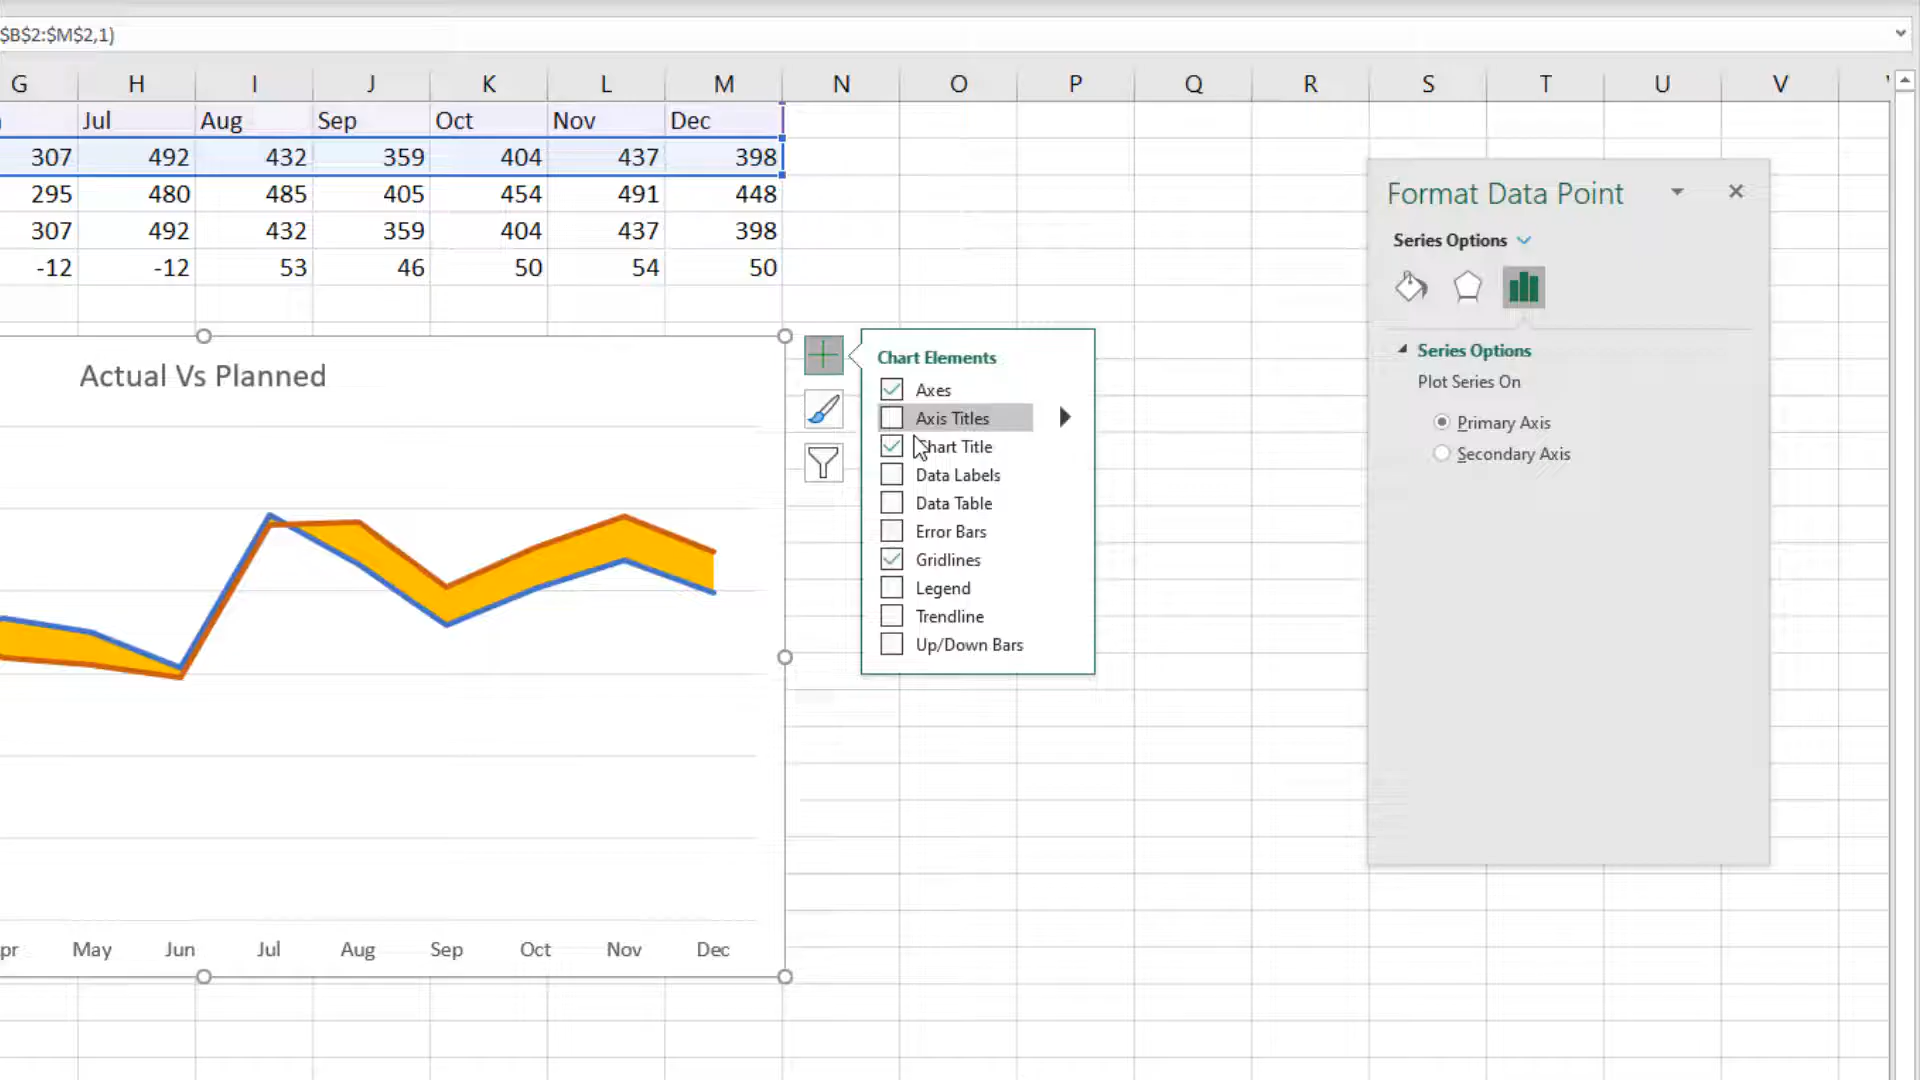 $B$2:$M$2,1)
G H I J K L M N O P Q R S T U V
Jul Aug Sep Oct Nov Dec
307 492 432 359 404 437 398
295 480 485 405 454 491 448
307 492 432 359 404 437 398
-12 -12 53 46 50 54 50
Actual Vs Planned
pr May Jun Jul Aug Sep Oct Nov Dec
Chart Elements
Axes
Axis Titles
Chart Title
Data Labels
Data Table
Error Bars
Gridlines
Legend
Trendline
Up/Down Bars
Format Data Point
Series Options
Series Options
Plot Series On
Primary Axis
Secondary Axis